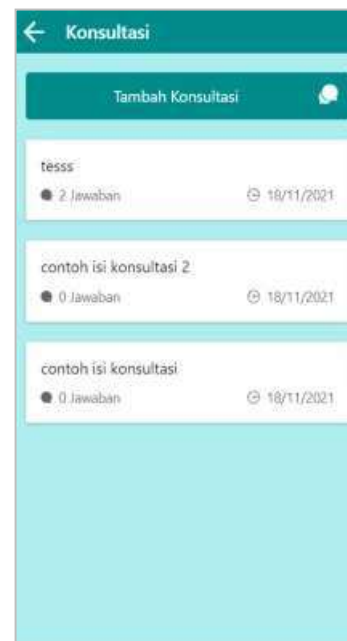 Konsultasi
Tambah Konsultasi
tesss
2 Jawaban 18/11/2021
contoh isi konsultasi 2
0 Jawaban 18/11/2021
contoh isi konsultasi
0 Jawaban 18/11/2021